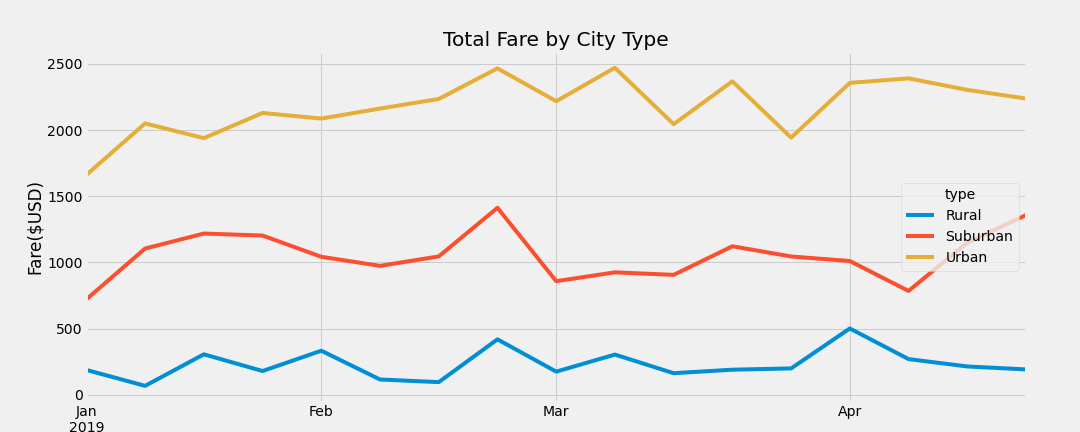 Total Fare by City Type
Fare($USD)
2500
2000
1500
1000
500
0
type
Rural
Suburban
Urban
Jan
2019
Feb
Mar
Apr